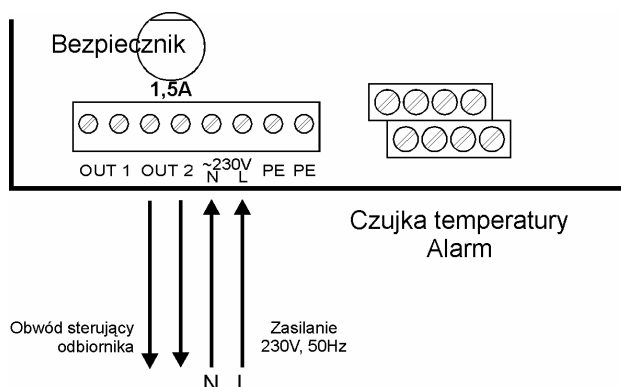 Bezpiecznik
1,5A
OUT 1 OUT 2 ~230V PE PE
N L
Czujka temperatury
Alarm
Obwód sterujący
odbiornika
Zasilanie
230V, 50Hz
N L